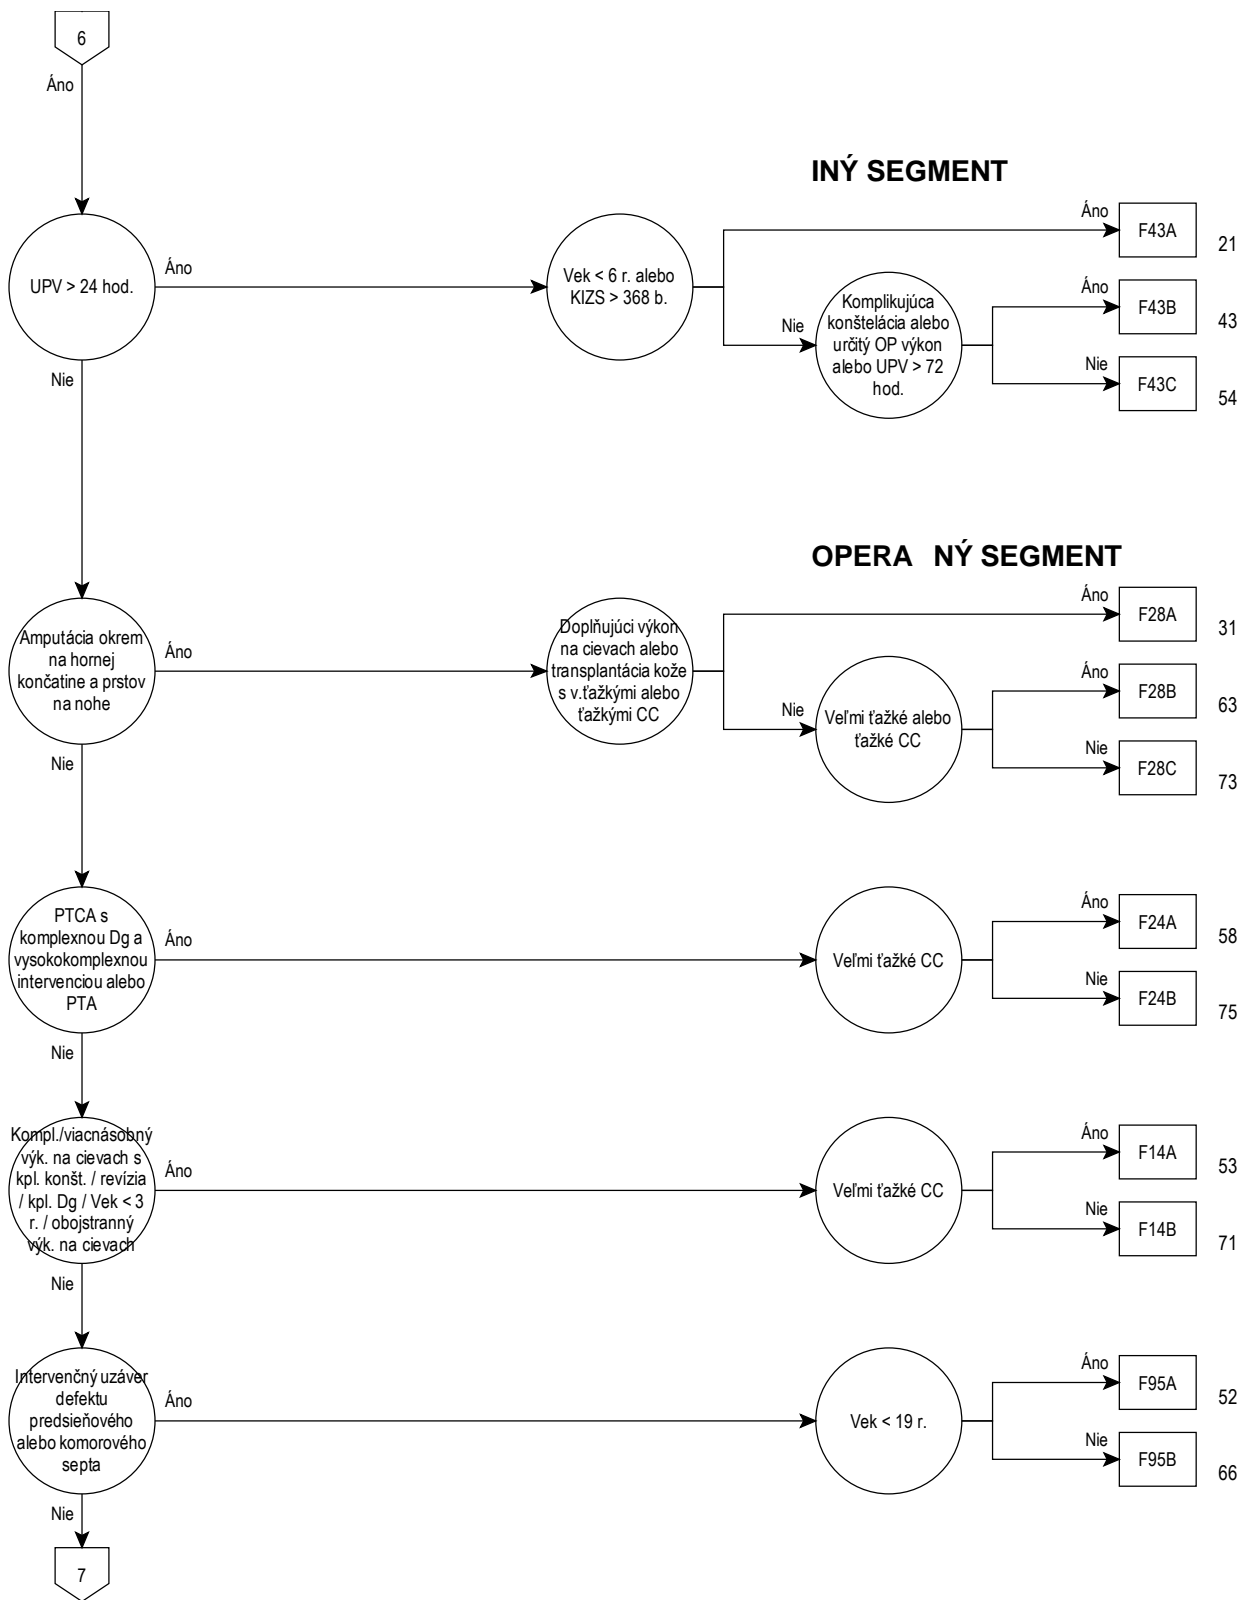 6
Áno
INÝ SEGMENT
UPV > 24 hod.
Áno
Vek < 6 r. alebo
KIZS > 368 b.
Áno
F43A
21
Nie
Komplikujúca
konštelácia alebo
určitý OP výkon
alebo UPV > 72
hod.
Áno
F43B
43
Nie
F43C
54
Nie
OPERA NÝ SEGMENT
Amputácia okrem
na hornej
končatine a prstov
na nohe
Áno
Doplňujúci výkon
na cievach alebo
transplantácia kože
s v.ťažkými alebo
ťažkými CC
Áno
F28A
31
Nie
Veľmi ťažké alebo
ťažké CC
Áno
F28B
63
Nie
F28C
73
Nie
PTCA s
komplexnou Dg a
vysokokomplexnou
intervenciou alebo
PTA
Áno
Veľmi ťažké CC
Áno
F24A
58
Nie
F24B
75
Nie
Kompl./viacnásobný
výk. na cievach s
kpl. konšt. / revízia
/ kpl. Dg / Vek < 3
r. / obojstranný
výk. na cievach
Áno
Veľmi ťažké CC
Áno
F14A
53
Nie
F14B
71
Nie
Intervenčný uzáver
defektu
predsieňového
alebo komorového
septa
Áno
Vek < 19 r.
Áno
F95A
52
Nie
F95B
66
Nie
7